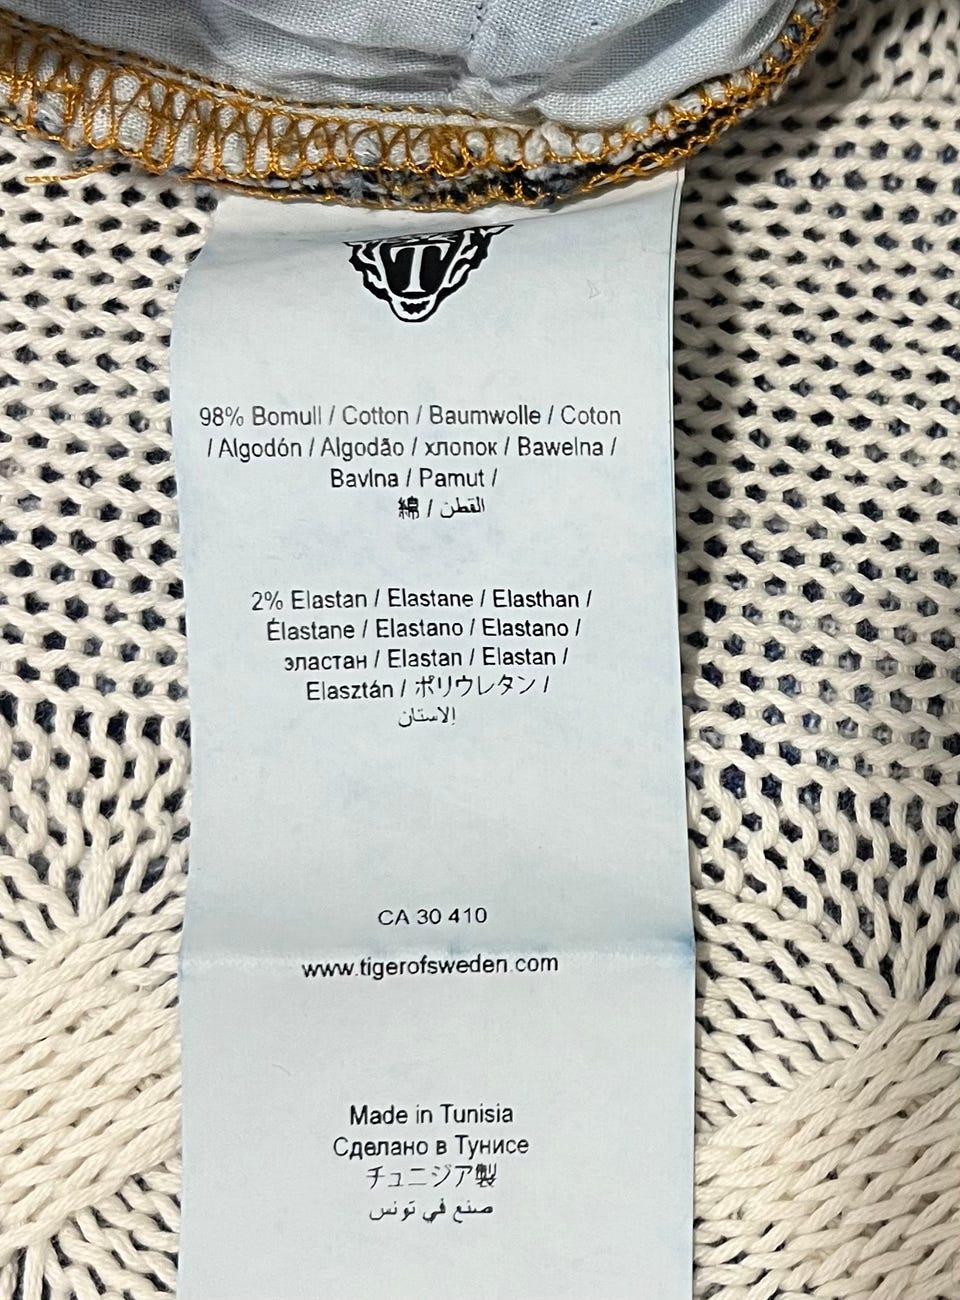 T
98% Bomull / Cotton / Baumwolle / Coton
/ Algodón / Algodão / хлопок / Bawelna /
Bavlna / Pamut /
綿 / القطن
2% Elastan / Elastane / Elasthan /
Élastane / Elastano / Elastano /
эластан / Elastan / Elastan /
Elasztán / ポリウレタン /
الاستان
CA 30 410
www.tigerofsweden.com
Made in Tunisia
Сделано в Тунисе
チュニジア製
صنع في تونس